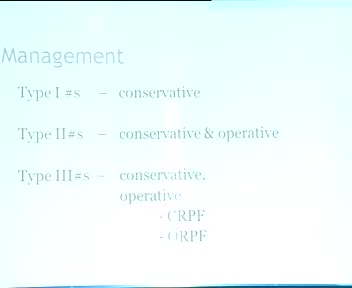 Management
Type I #s – conservative
Type II#s – conservative & operative
Type III#s – conservative,
operative
- CRPF
- ORPF